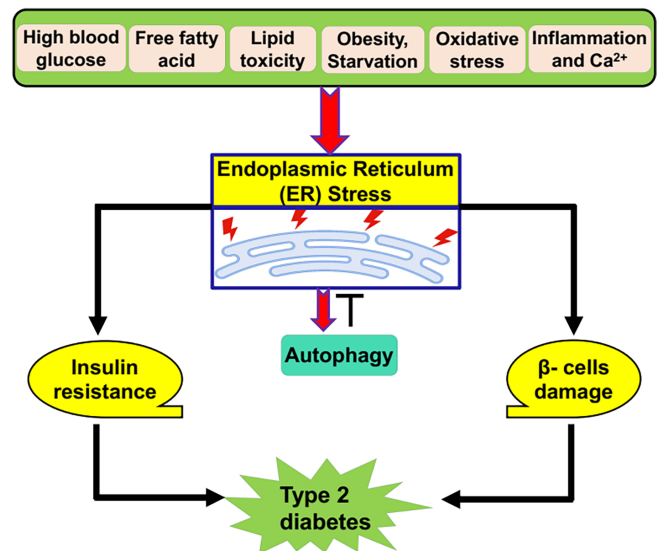 High blood
glucose
Free fatty
acid
Lipid
toxicity
Obesity,
Starvation
Oxidative
stress
Inflammation
and Ca²⁺
Endoplasmic Reticulum
(ER) Stress
Autophagy
Insulin
resistance
β- cells
damage
Type 2
diabetes